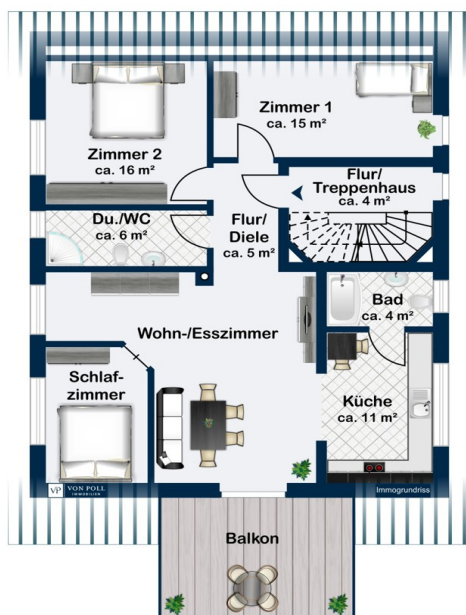 Zimmer 1
ca. 15 m²
Zimmer 2
ca. 16 m²
Flur/
Treppenhaus
ca. 4 m²
Du./WC
ca. 6 m²
Flur/
Diele
ca. 5 m²
Bad
ca. 4 m²
Wohn-/Esszimmer
Schlaf-
zimmer
Küche
ca. 11 m²
VP VON POLL
IMMOBILIEN
Immogrundriss
Balkon